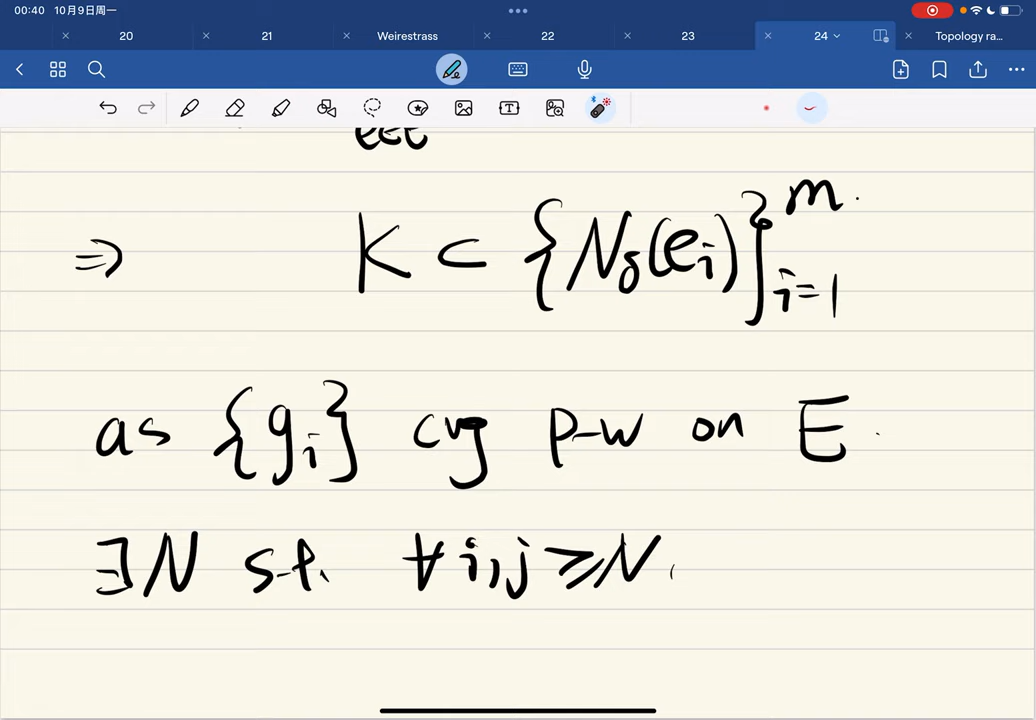 00:40 10月9日周一
20 21 Weirestrass 22 23 24 Topology ra...
e∈E
⇒ K ⊂ {N_δ(e_i)}_{i=1}^m.
as {g_i} cvg p-w on E.
∃N s.t. ∀ i,j ≥ N,